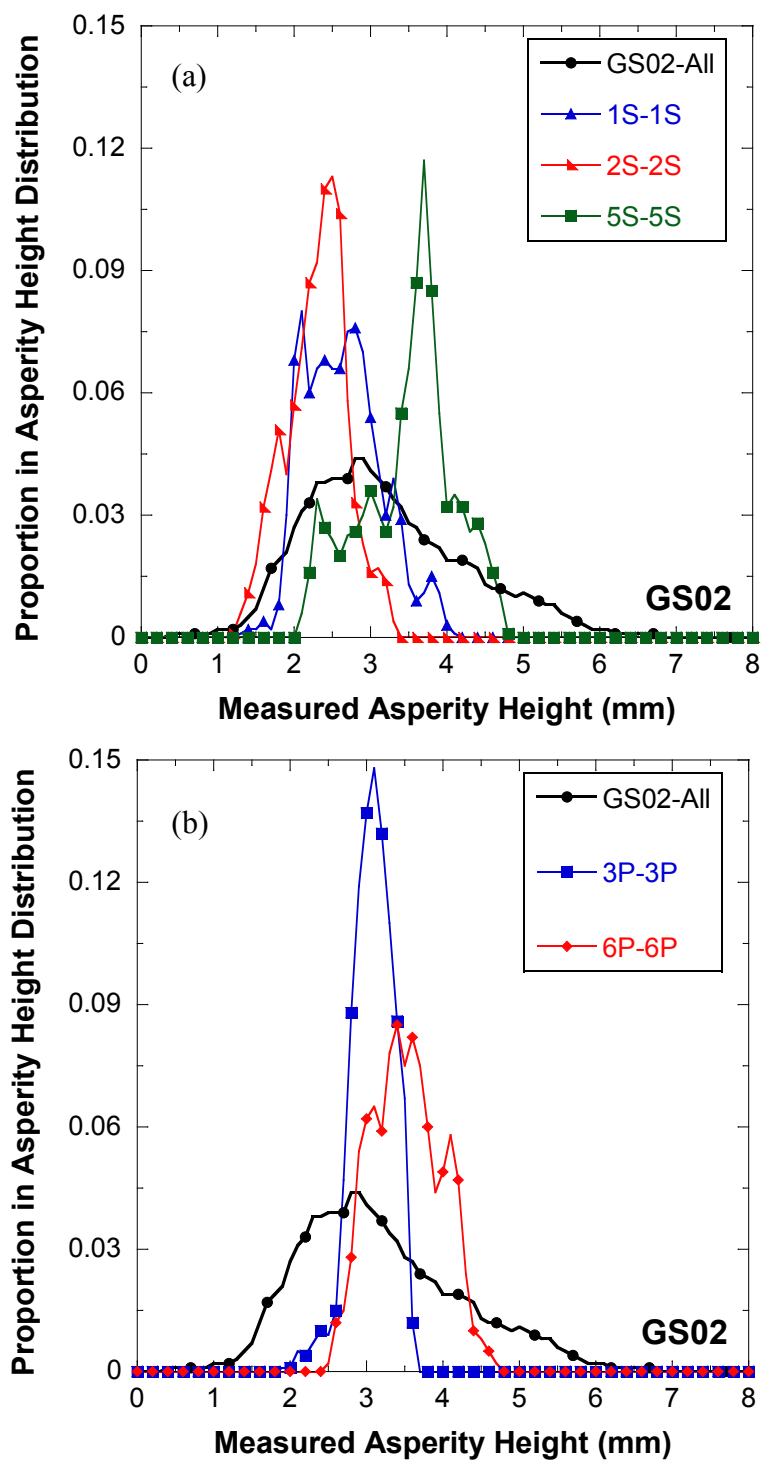 0.15
(a)
GS02-All
1S-1S
2S-2S
5S-5S
0.12
0.09
0.06
0.03
0
Proportion in Asperity Height Distribution
GS02
0 1 2 3 4 5 6 7 8
Measured Asperity Height (mm)
0.15
(b)
GS02-All
3P-3P
6P-6P
0.12
0.09
0.06
0.03
0
Proportion in Asperity Height Distribution
GS02
0 1 2 3 4 5 6 7 8
Measured Asperity Height (mm)